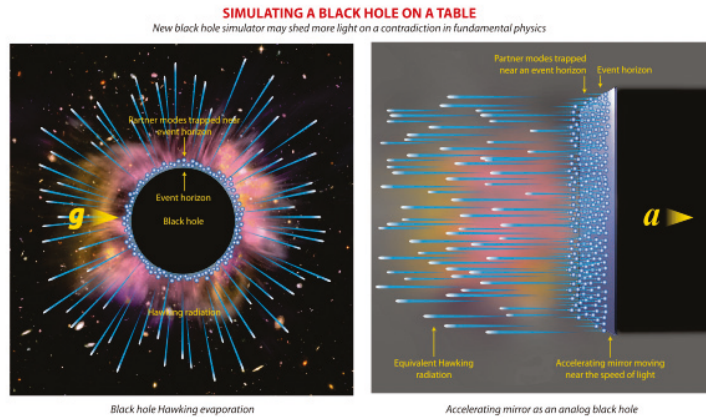 SIMULATING A BLACK HOLE ON A TABLE
New black hole simulator may shed more light on a contradiction in fundamental physics
Partner modes trapped near
event horizon
Event horizon
g
Black hole
Hawking radiation
Black hole Hawking evaporation
Partner modes trapped
near an event horizon
Event horizon
a
Equivalent Hawking
radiation
Accelerating mirror moving
near the speed of light
Accelerating mirror as an analog black hole